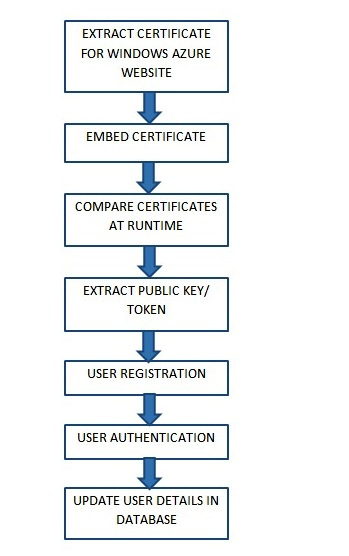 EXTRACT CERTIFICATE
FOR WINDOWS AZURE
WEBSITE
EMBED CERTIFICATE
COMPARE CERTIFICATES
AT RUNTIME
EXTRACT PUBLIC KEY/
TOKEN
USER REGISTRATION
USER AUTHENTICATION
UPDATE USER DETAILS IN
DATABASE